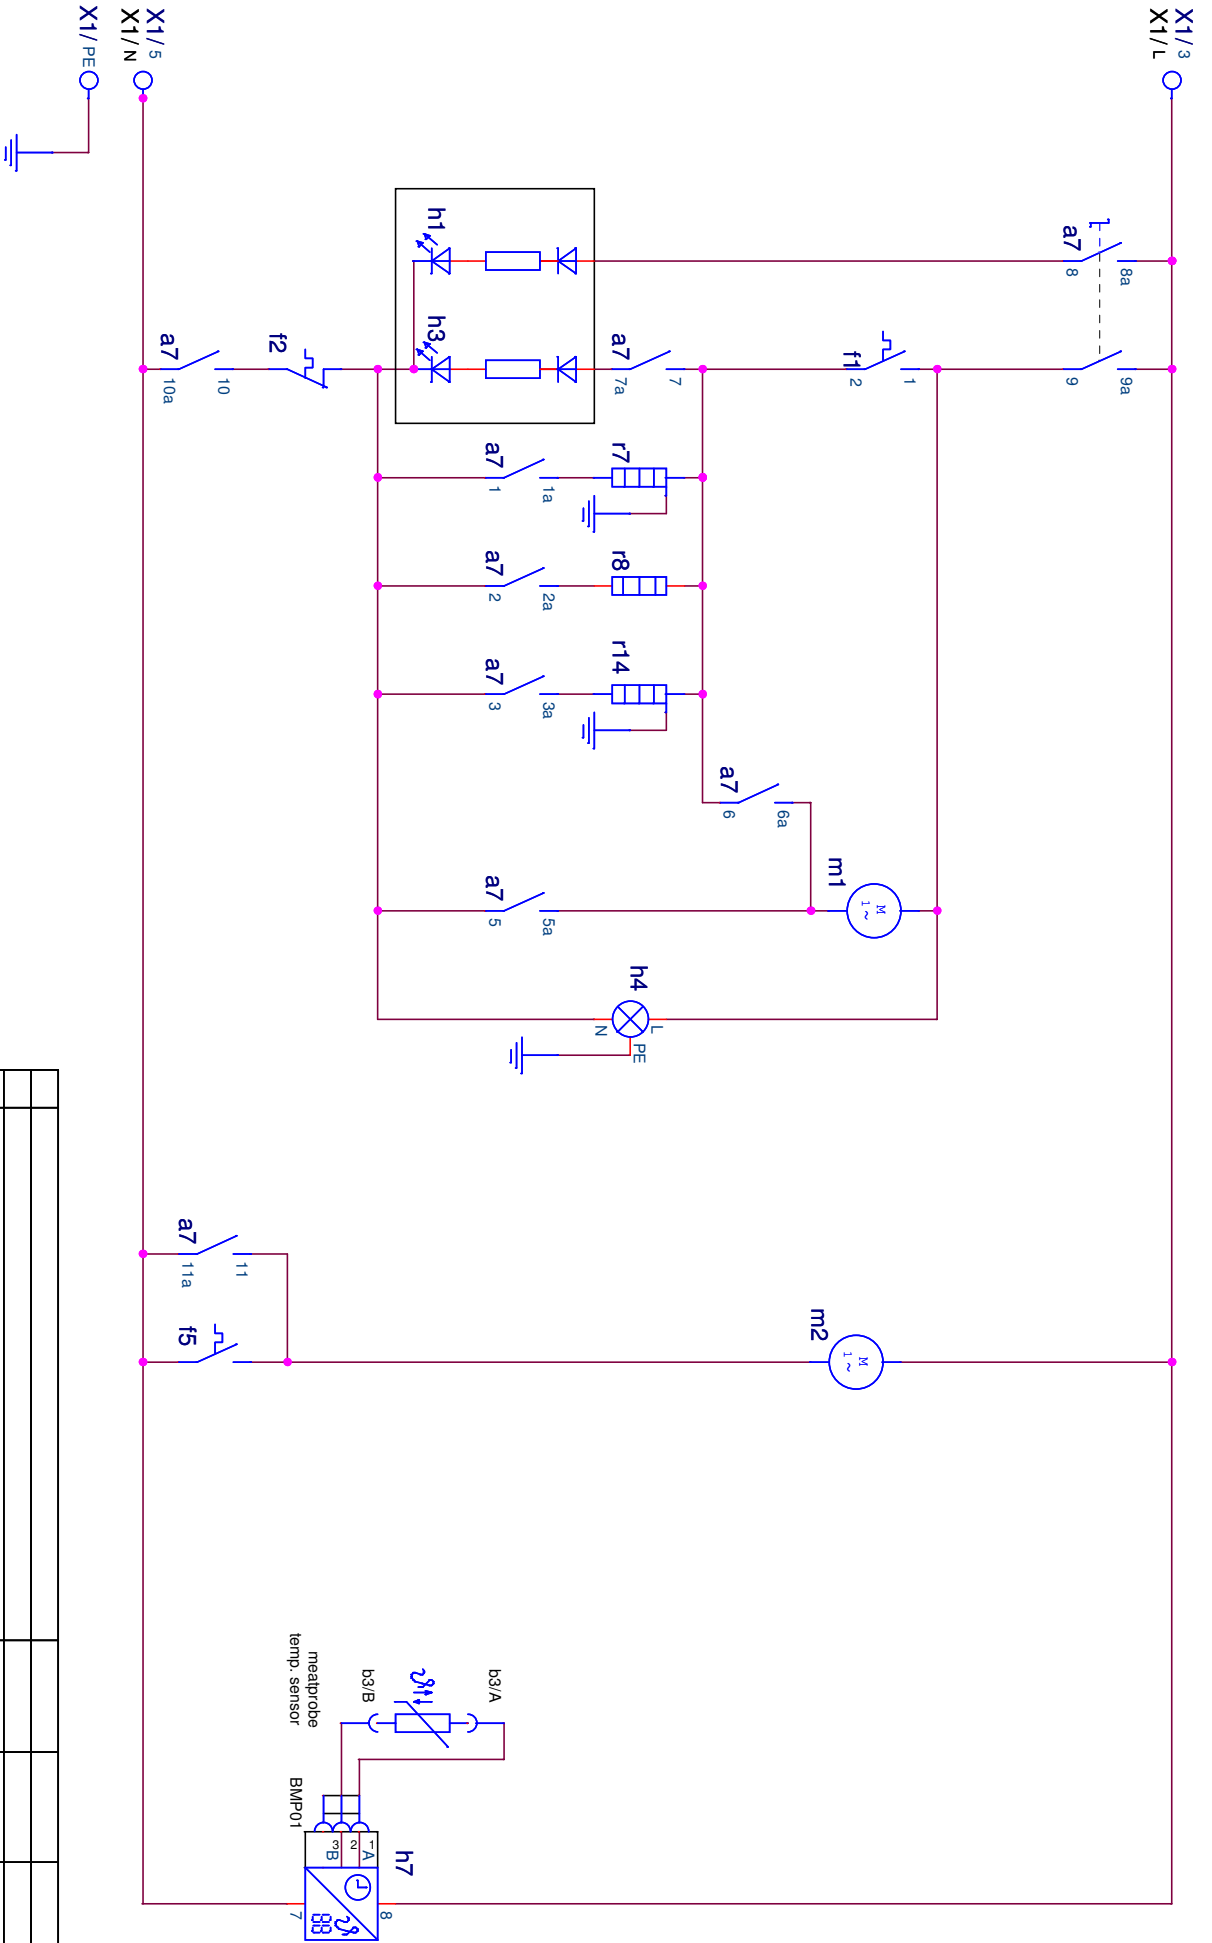 X1/ 3
X1/ L
a7
8
8a
9
9a
f1
1
2
a7
7
7a
h1
h3
f2
a7
10
10a
X1/ 5
X1/ N
X1/ PE
r7
a7
1
1a
r8
a7
2
2a
r14
a7
3
3a
a7
6
6a
m1
M
1 ~
a7
5
5a
h4
L
N
PE
m2
M
1 ~
a7
11
11a
f5
b3/A
b3/B
meatprobe
temp. sensor
BMP01
h7
1
2
3
A
B
8
7